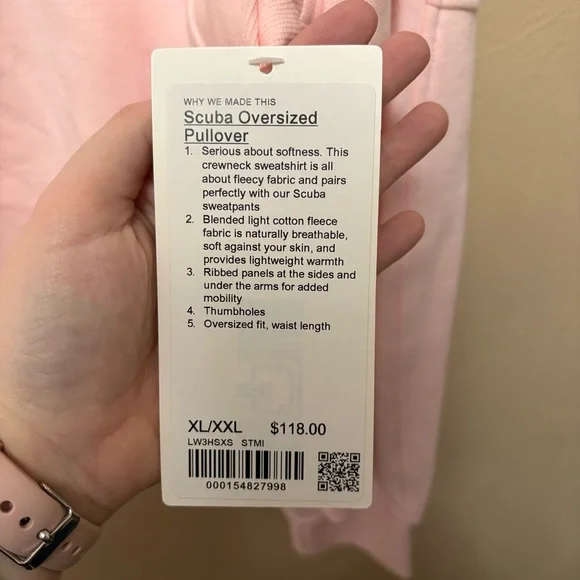 WHY WE MADE THIS
Scuba Oversized
Pullover
1. Serious about softness. This
crewneck sweatshirt is all
about fleecy fabric and pairs
perfectly with our Scuba
sweatpants
2. Blended light cotton fleece
fabric is naturally breathable,
soft against your skin, and
provides lightweight warmth
3. Ribbed panels at the sides and
under the arms for added
mobility
4. Thumbholes
5. Oversized fit, waist length
XL/XXL $118.00
LW3HSXS STMI
000154827998